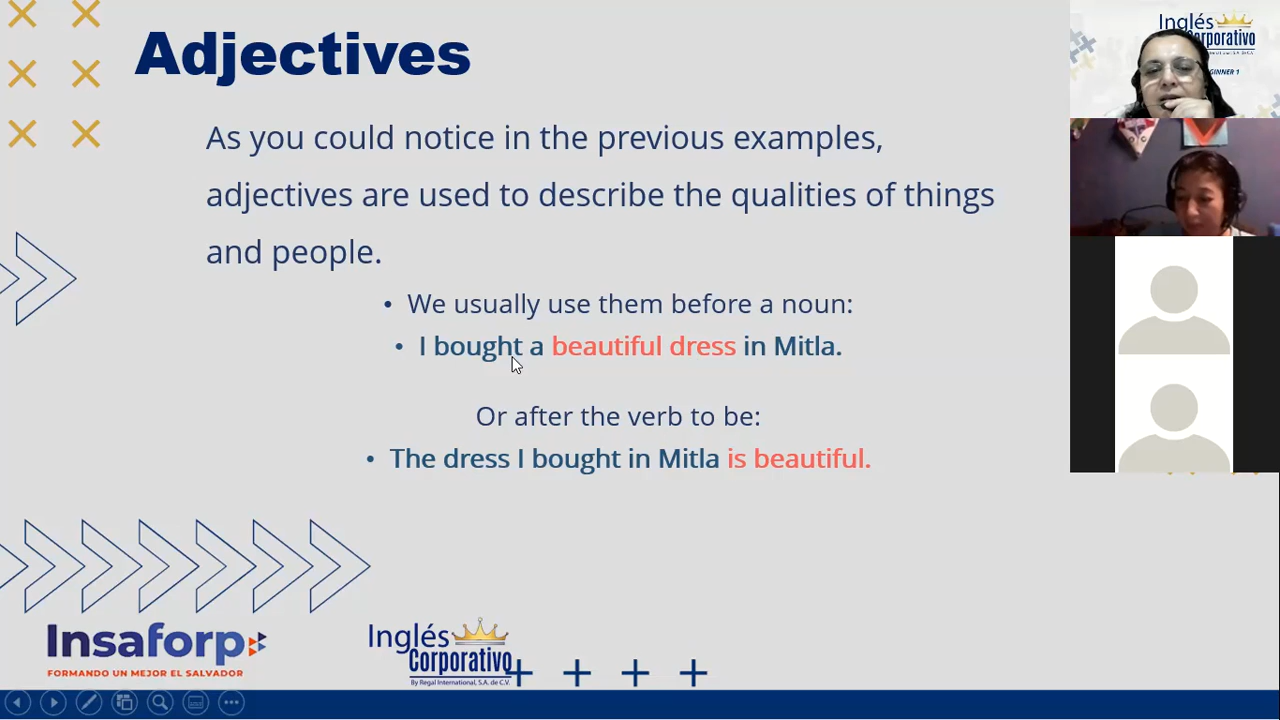 Adjectives
As you could notice in the previous examples,
adjectives are used to describe the qualities of things
and people.
• We usually use them before a noun:
• I bought a beautiful dress in Mitla.
Or after the verb to be:
• The dress I bought in Mitla is beautiful.
Insaforp
FORMANDO UN MEJOR EL SALVADOR
Inglés
Corporativo
By Regal International, S.A. de C.V.
Inglés
Corporativo